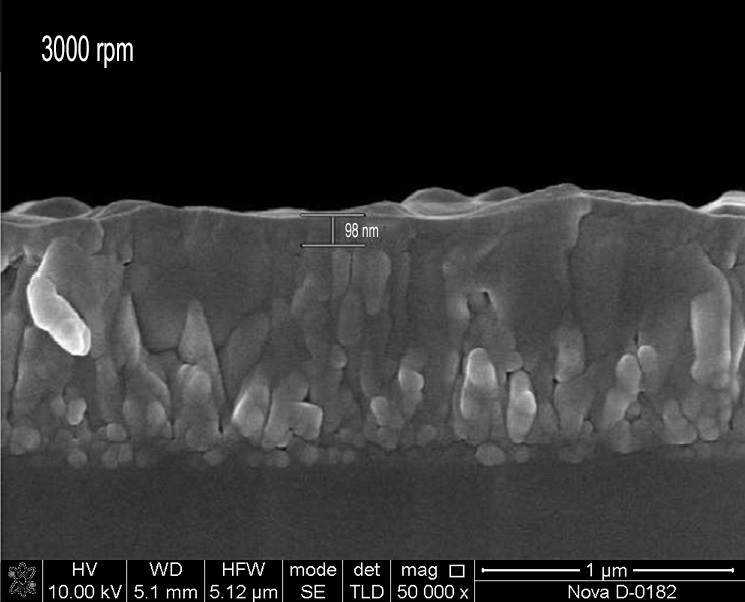 3000 rpm
98 nm
HV WD HFW mode det mag 1 µm
10.00 kV 5.1 mm 5.12 µm SE TLD 50 000 x Nova D-0182